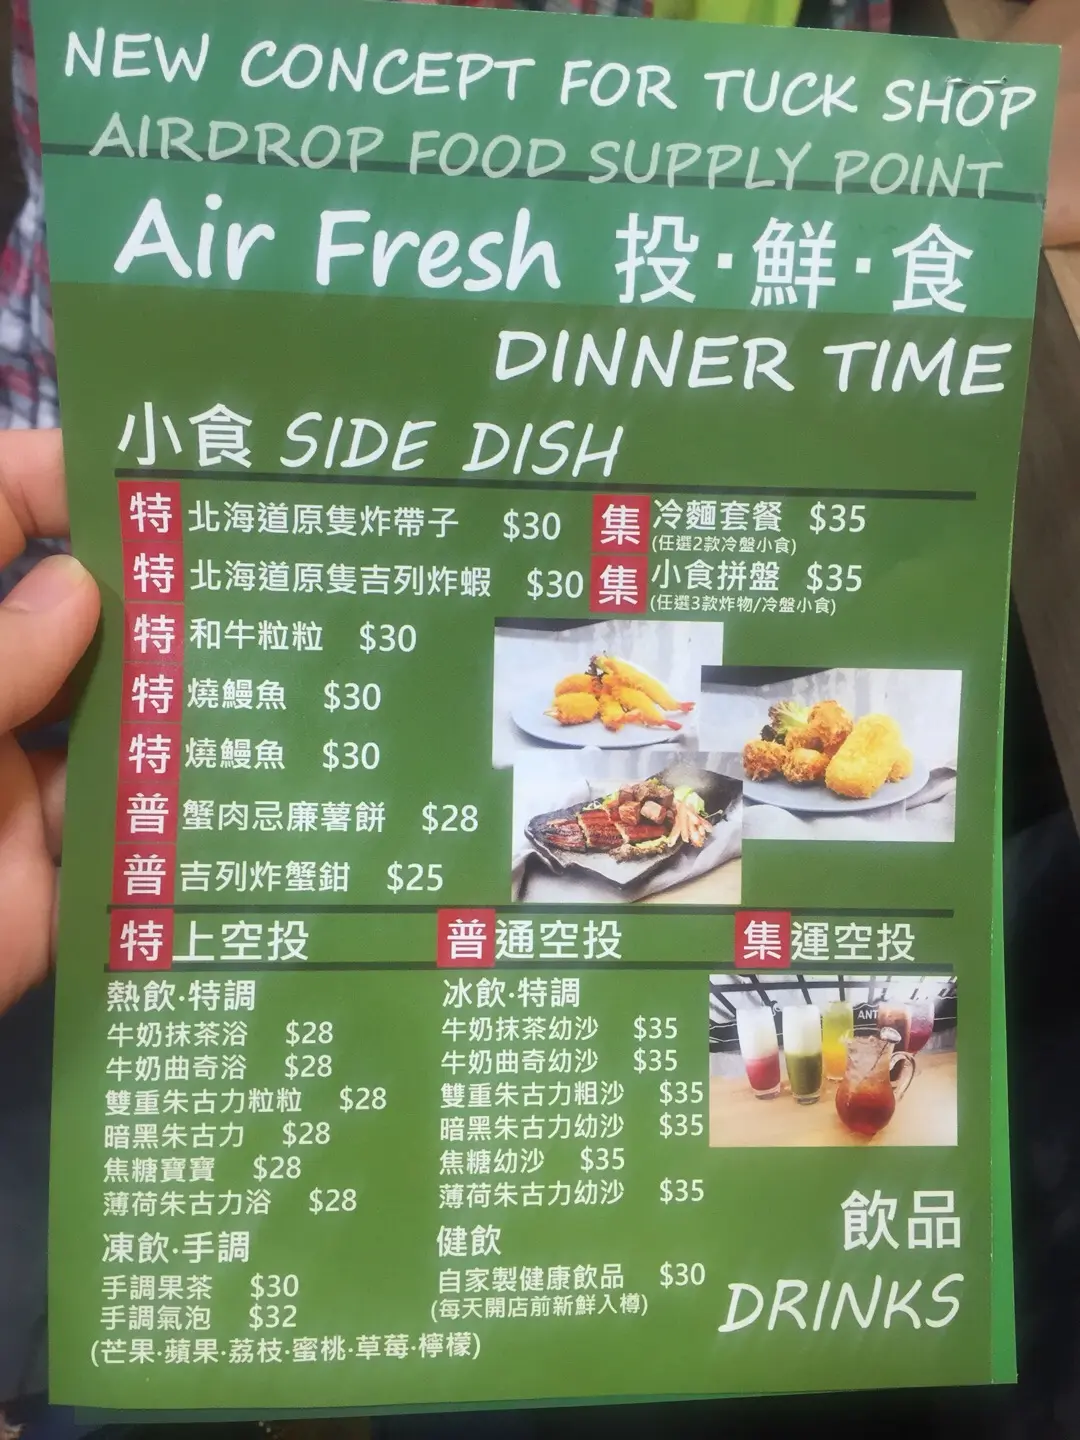 NEW CONCEPT FOR TUCK SHOP
AIRDROP FOOD SUPPLY POINT
Air Fresh 投·鮮·食
DINNER TIME
小食 SIDE DISH
特 北海道原隻炸帶子 $30
特 北海道原隻吉列炸蝦 $30
特 和牛粒粒 $30
特 燒鰻魚 $30
特 燒鰻魚 $30
普 蟹肉忌廉薯餅 $28
普 吉列炸蟹鉗 $25
集 冷麵套餐 $35
(任選2款冷盤小食)
集 小食拼盤 $35
(任選3款炸物/冷盤小食)
特上空投 普通空投 集運空投
熱飲·特調
牛奶抹茶浴 $28
牛奶曲奇浴 $28
雙重朱古力粒粒 $28
暗黑朱古力 $28
焦糖寶寶 $28
薄荷朱古力浴 $28
凍飲·手調
手調果茶 $30
手調氣泡 $32
(芒果·蘋果·荔枝·蜜桃·草莓·檸檬)
冰飲·特調
牛奶抹茶幼沙 $35
牛奶曲奇幼沙 $35
雙重朱古力粗沙 $35
暗黑朱古力幼沙 $35
焦糖幼沙 $35
薄荷朱古力幼沙 $35
健飲
自家製健康飲品 $30
(每天開店前新鮮入樽)
ANT
飲品
DRINKS